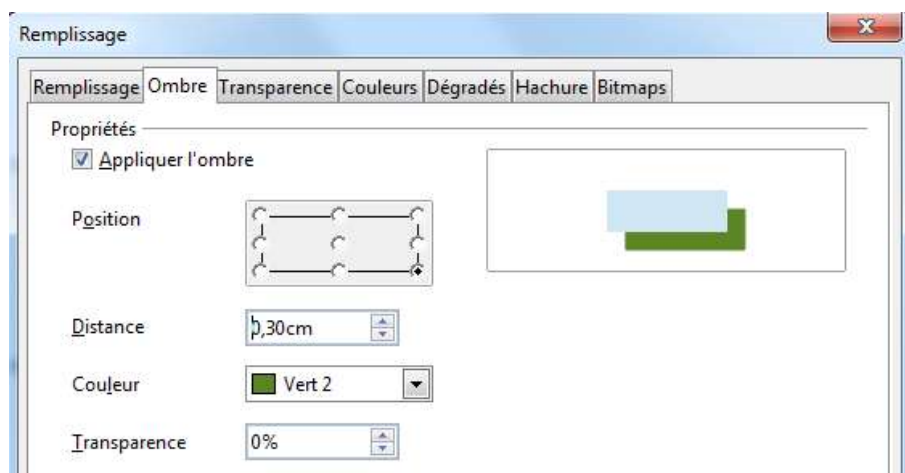 Remplissage
Remplissage Ombre Transparence Couleurs Dégradés Hachure Bitmaps
Propriétés
Appliquer l'ombre
Position
Distance 0,30cm
Couleur Vert 2
Transparence 0%